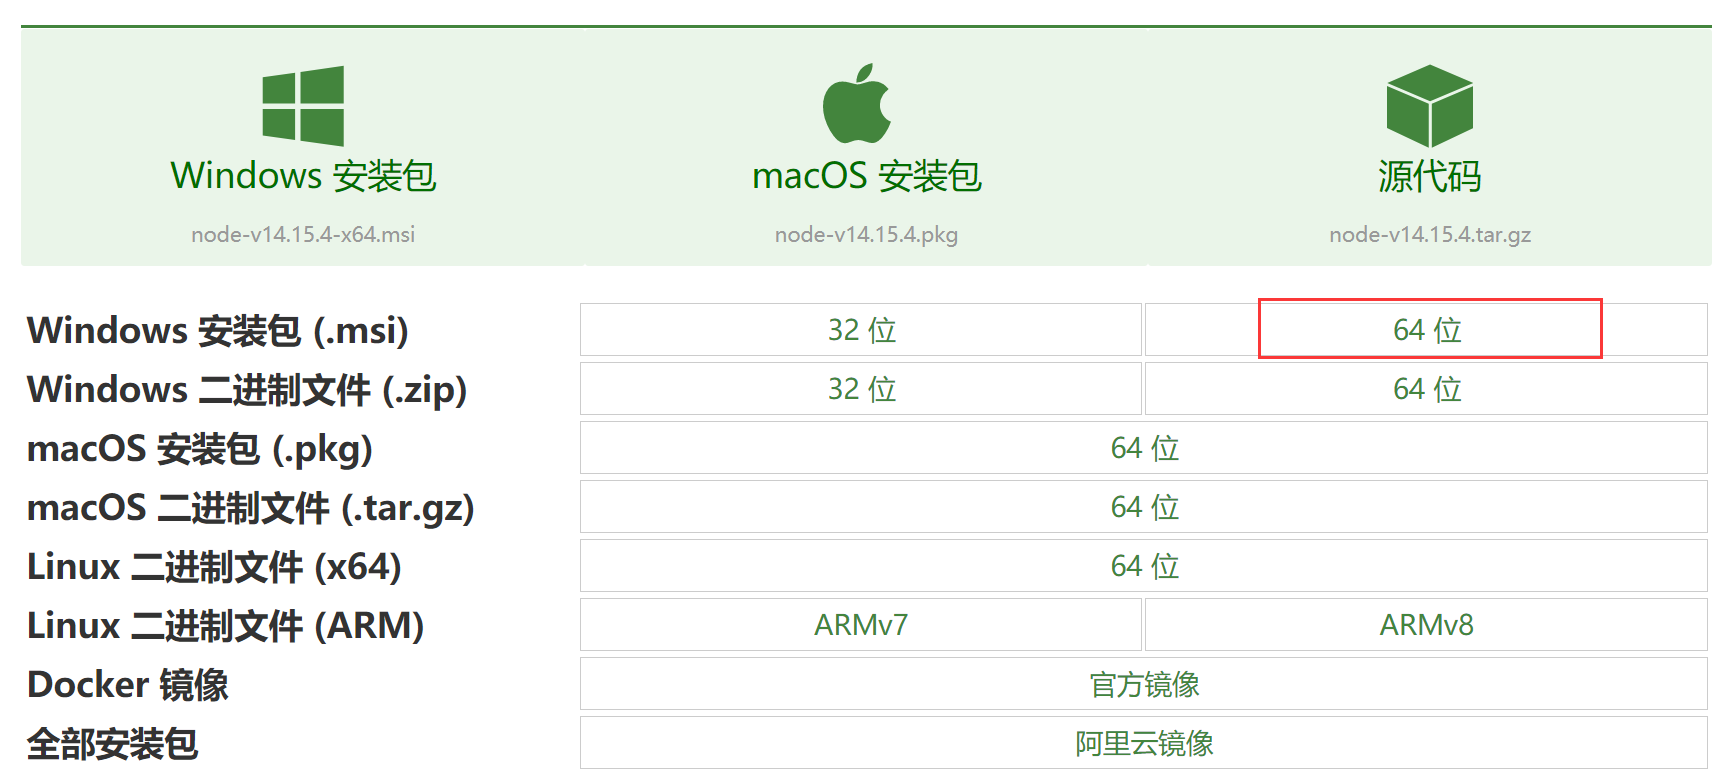 Windows 安装包
macOS 安装包
源代码
node-v14.15.4-x64.msi
node-v14.15.4.pkg
node-v14.15.4.tar.gz
Windows 安装包 (.msi) 32 位 64 位
Windows 二进制文件 (.zip) 32 位 64 位
macOS 安装包 (.pkg) 64 位
macOS 二进制文件 (.tar.gz) 64 位
Linux 二进制文件 (x64) 64 位
Linux 二进制文件 (ARM) ARMv7 ARMv8
Docker 镜像 官方镜像
全部安装包 阿里云镜像